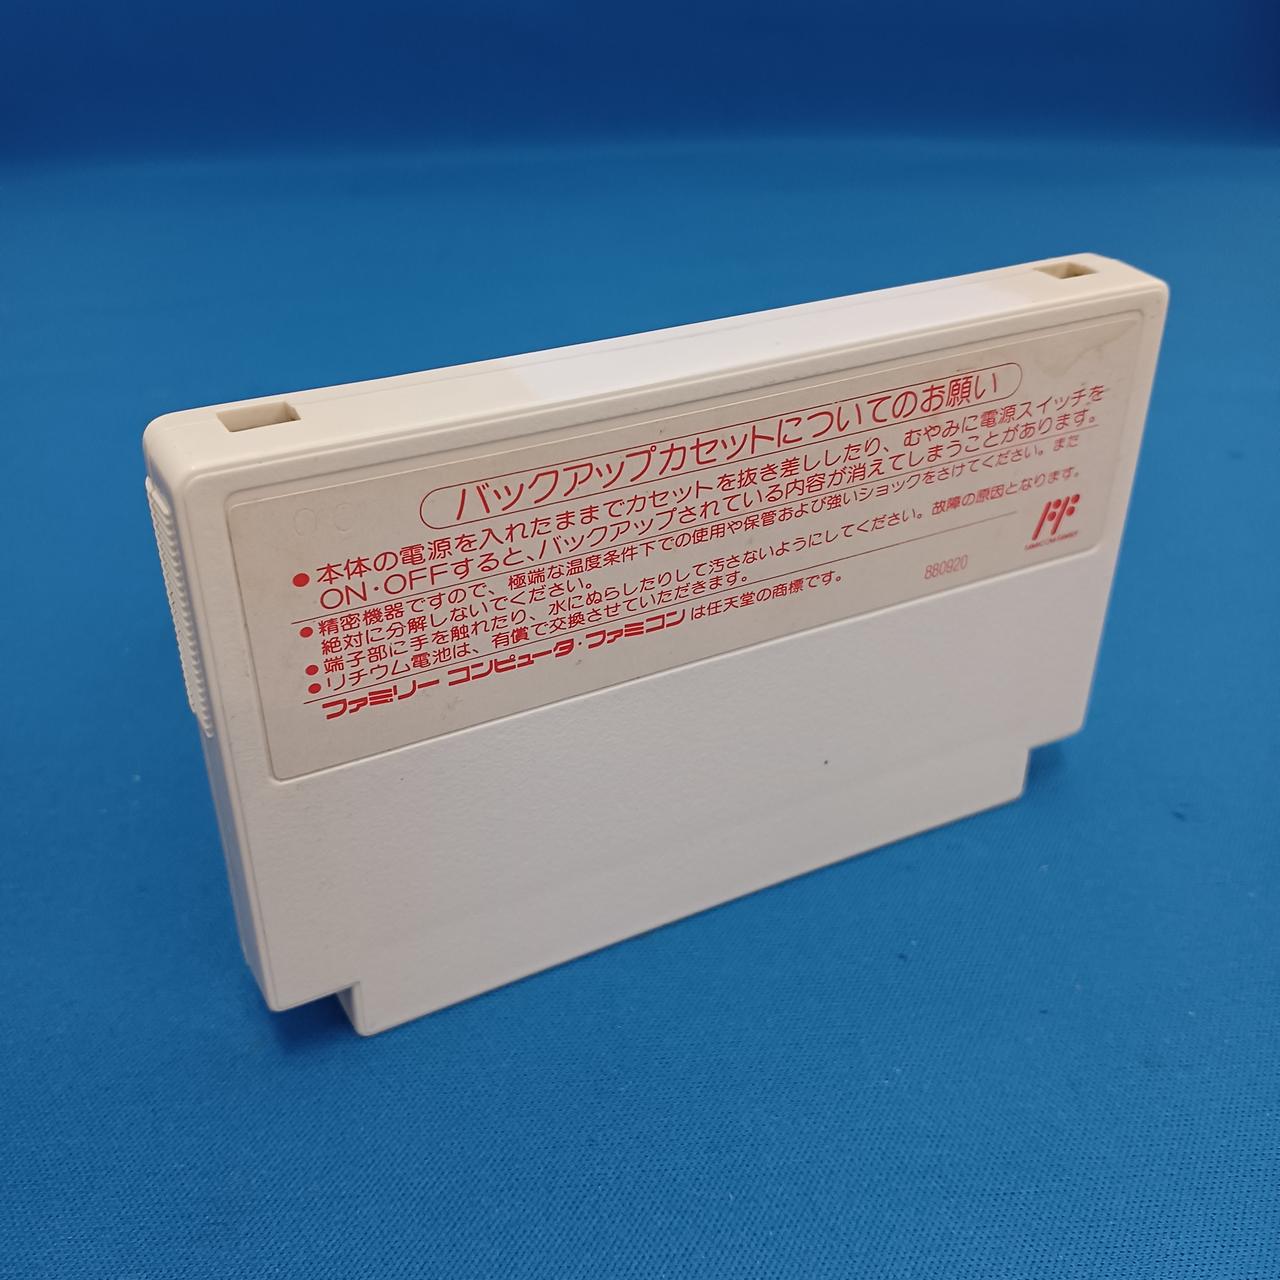 バックアップカセットについてのお願い
●本体の電源を入れたままでカセットを抜き差ししたり、むやみに電源スイッチを
ON・OFFすると、バックアップされている内容が消えてしまうことがあります。
●精密機器ですので、極端な温度条件下での使用や保管および強いショックをさけてください。また
絶対に分解しないでください。
●端子部に手を触れたり、水にぬらしたりして汚さないようにしてください。故障の原因となります。
●リチウム電池は、有償で交換させていただきます。
ファミリー コンピュータ・ファミコン は任天堂の商標です。
FF
880920